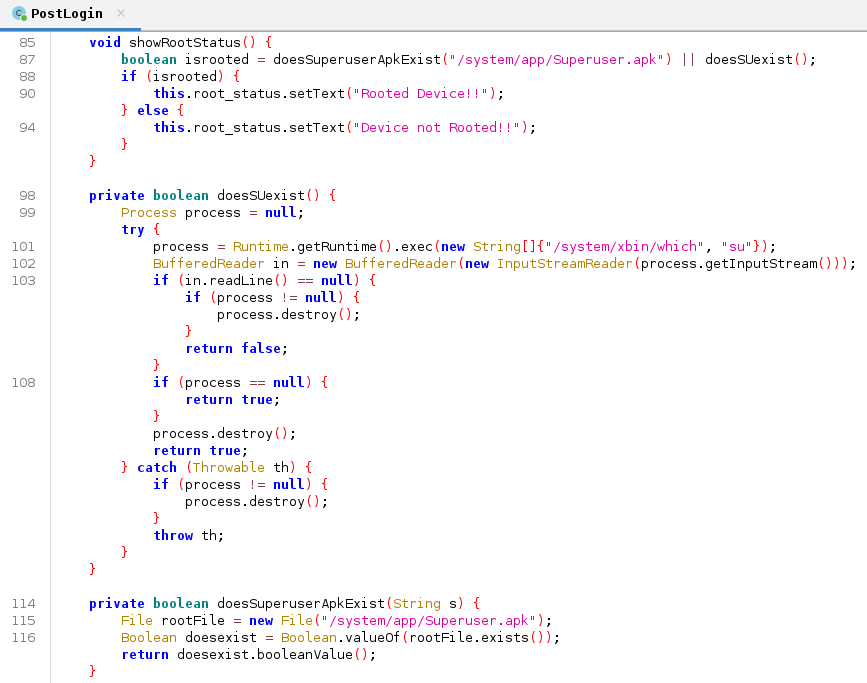 PostLogin
85 void showRootStatus() {
87 boolean isrooted = doesSuperuserApkExist("/system/app/Superuser.apk") || doesSUexist();
88 if (isrooted) {
90 this.root_status.setText("Rooted Device!!");
} else {
94 this.root_status.setText("Device not Rooted!!");
}
}
98 private boolean doesSUexist() {
99 Process process = null;
try {
101 process = Runtime.getRuntime().exec(new String[]{"/system/xbin/which", "su"});
102 BufferedReader in = new BufferedReader(new InputStreamReader(process.getInputStream()));
103 if (in.readLine() == null) {
if (process != null) {
process.destroy();
}
return false;
}
108 if (process == null) {
return true;
}
process.destroy();
return true;
} catch (Throwable th) {
if (process != null) {
process.destroy();
}
throw th;
}
}
114 private boolean doesSuperuserApkExist(String s) {
115 File rootFile = new File("/system/app/Superuser.apk");
116 Boolean doesexist = Boolean.valueOf(rootFile.exists());
return doesexist.booleanValue();
}